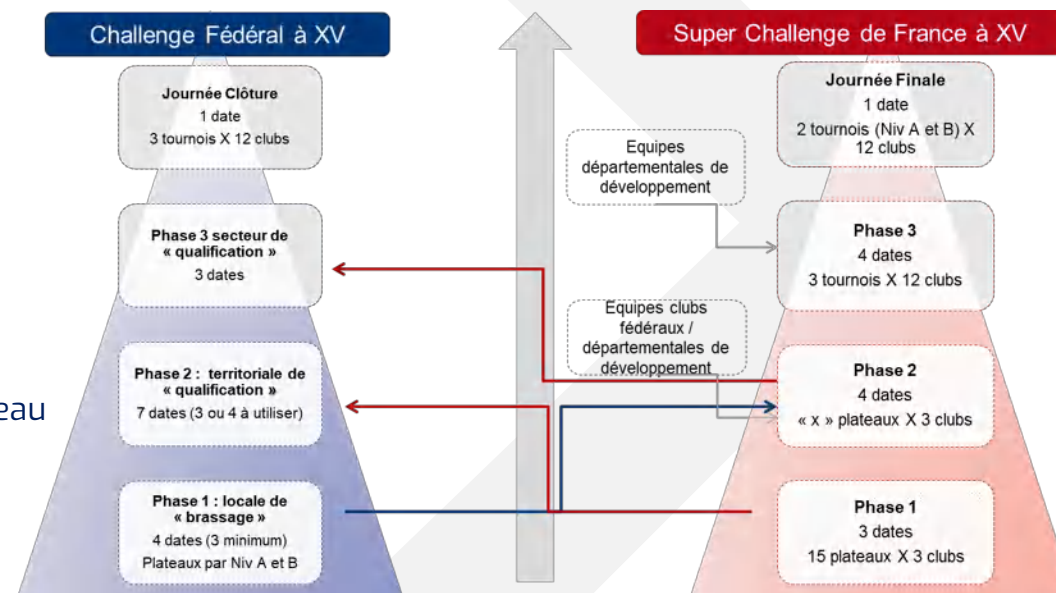 Challenge Fédéral à XV
Journée Clôture
1 date
3 tournois X 12 clubs
Phase 3 secteur de
« qualification »
3 dates
Phase 2 : territoriale de
« qualification »
7 dates (3 ou 4 à utiliser)
eau
Phase 1 : locale de
« brassage »
4 dates (3 minimum)
Plateaux par Niv A et B
Equipes
départementales de
développement
Equipes clubs
fédéraux /
départementales de
développement
Super Challenge de France à XV
Journée Finale
1 date
2 tournois (Niv A et B) X
12 clubs
Phase 3
4 dates
3 tournois X 12 clubs
Phase 2
4 dates
« x » plateaux X 3 clubs
Phase 1
3 dates
15 plateaux X 3 clubs